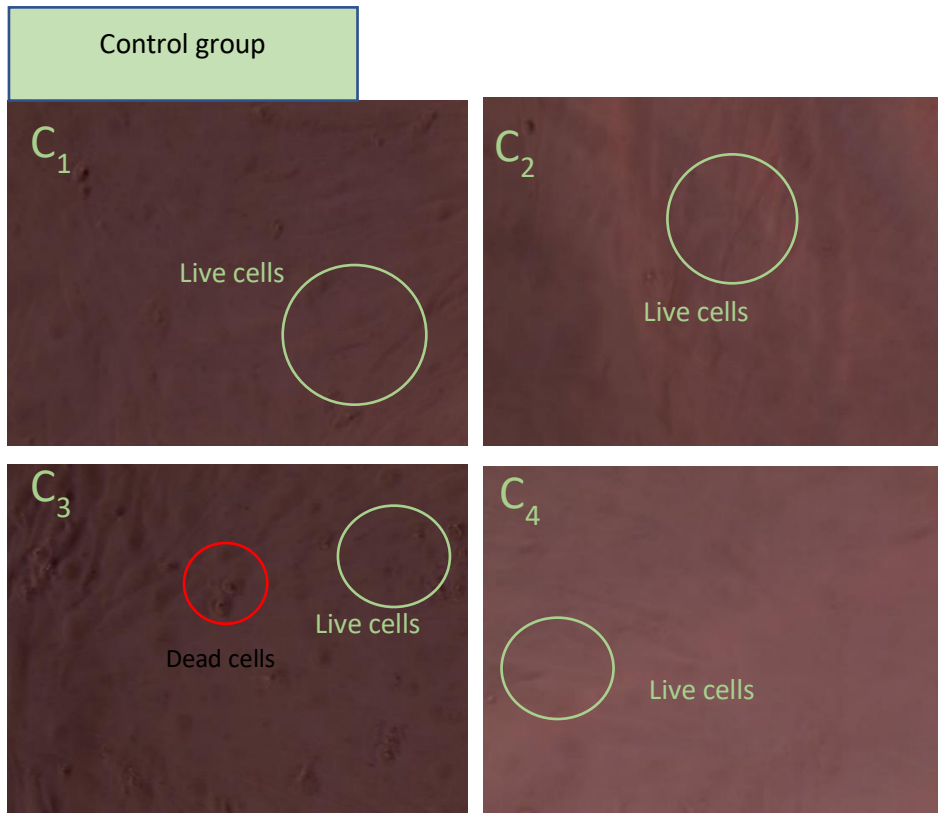 Control group
C₁
Live cells
C₂
Live cells
C₃
Dead cells
Live cells
C₄
Live cells